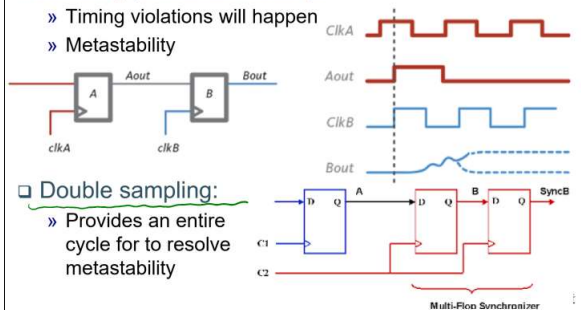 » Timing violations will happen
» Metastability
ClkA
Aout
ClkB
Bout
Aout
Bout
A
B
clkA
clkB
Double sampling:
» Provides an entire
cycle for to resolve
metastability
D Q
A
D Q
B
D Q
SyncB
C1
C2
Multi-Flop Synchronizer